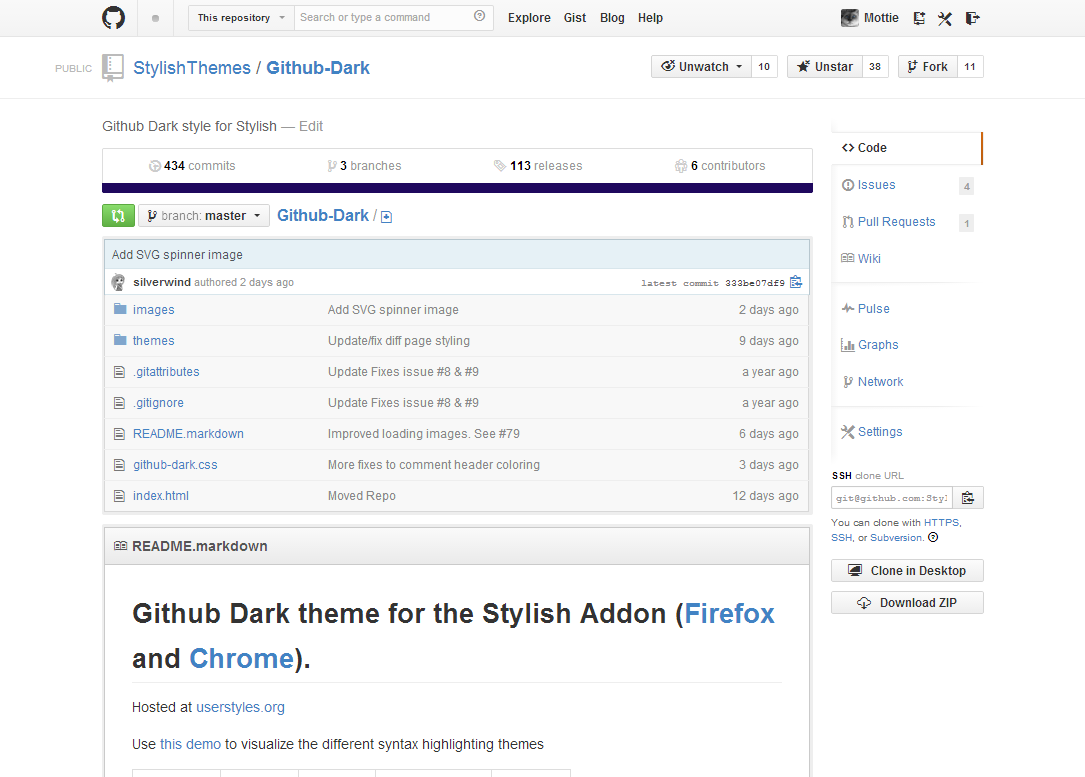 This repository Search or type a command Explore Gist Blog Help Mottie
PUBLIC StylishThemes / Github-Dark Unwatch 10 Unstar 38 Fork 11
Github Dark style for Stylish — Edit
434 commits 3 branches 113 releases 6 contributors
branch: master Github-Dark /
Add SVG spinner image
silverwind authored 2 days ago latest commit 333be07df9
images Add SVG spinner image 2 days ago
themes Update/fix diff page styling 9 days ago
.gitattributes Update Fixes issue #8 & #9 a year ago
.gitignore Update Fixes issue #8 & #9 a year ago
README.markdown Improved loading images. See #79 6 days ago
github-dark.css More fixes to comment header coloring 3 days ago
index.html Moved Repo 12 days ago
README.markdown
Github Dark theme for the Stylish Addon (Firefox
and Chrome).
Hosted at userstyles.org
Use this demo to visualize the different syntax highlighting themes
Code
Issues 4
Pull Requests 1
Wiki
Pulse
Graphs
Network
Settings
SSH clone URL
git@github.com:Styl
You can clone with HTTPS,
SSH, or Subversion.
Clone in Desktop
Download ZIP